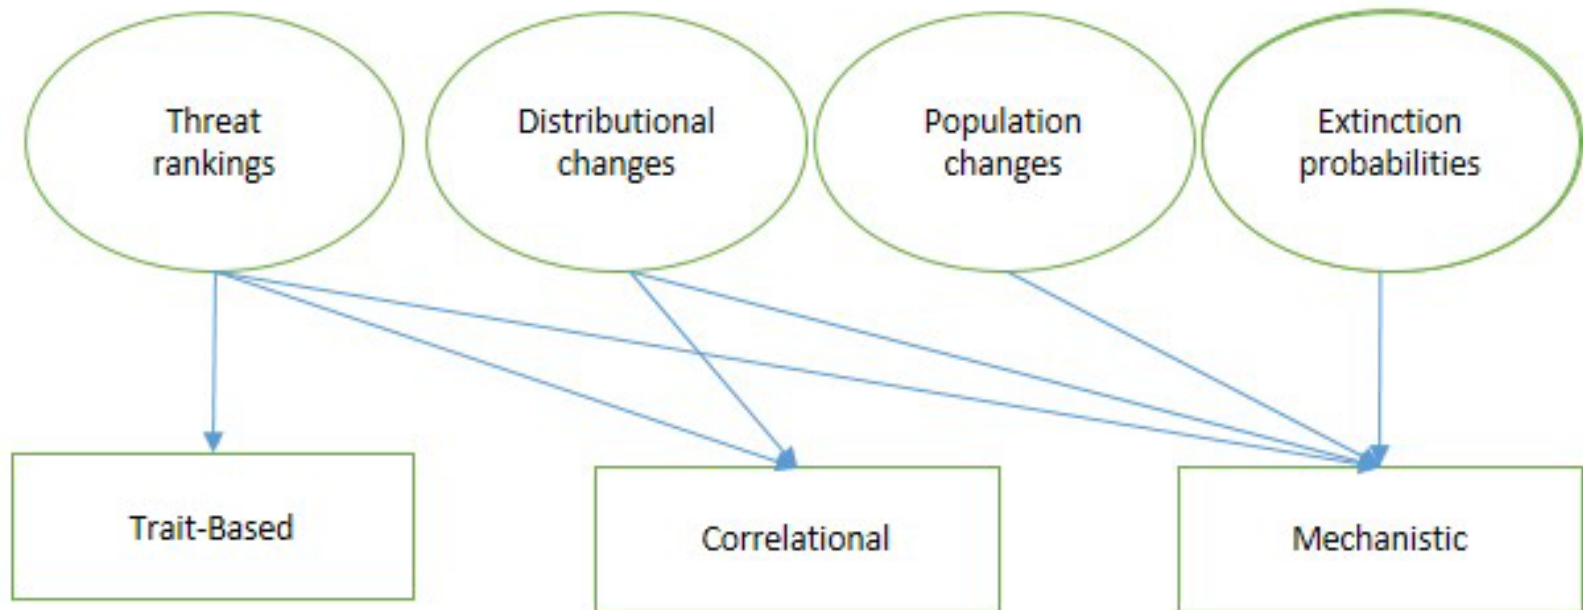 Threat
rankings
Distributional
changes
Population
changes
Extinction
probabilities
Trait-Based
Correlational
Mechanistic